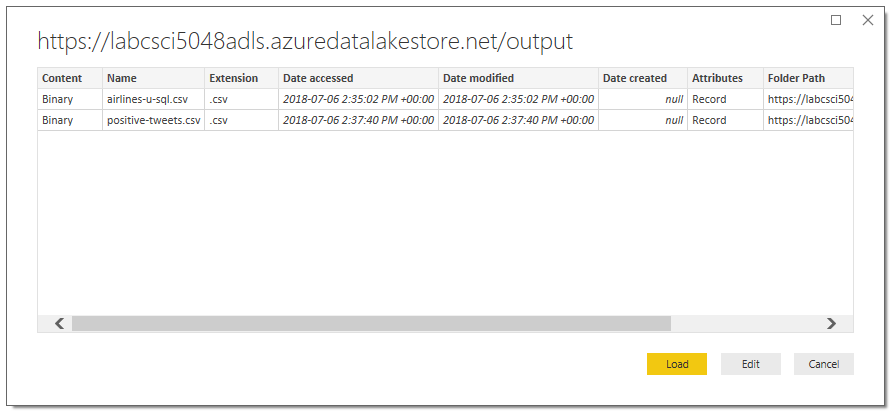 https://labcsci5048adls.azuredatalakestore.net/output
Content Name Extension Date accessed Date modified Date created Attributes Folder Path
Binary airlines-u-sql.csv .csv 2018-07-06 2:35:02 PM +00:00 2018-07-06 2:35:02 PM +00:00 null Record https://labcsci504
Binary positive-tweets.csv .csv 2018-07-06 2:37:40 PM +00:00 2018-07-06 2:37:40 PM +00:00 null Record https://labcsci504
Load Edit Cancel